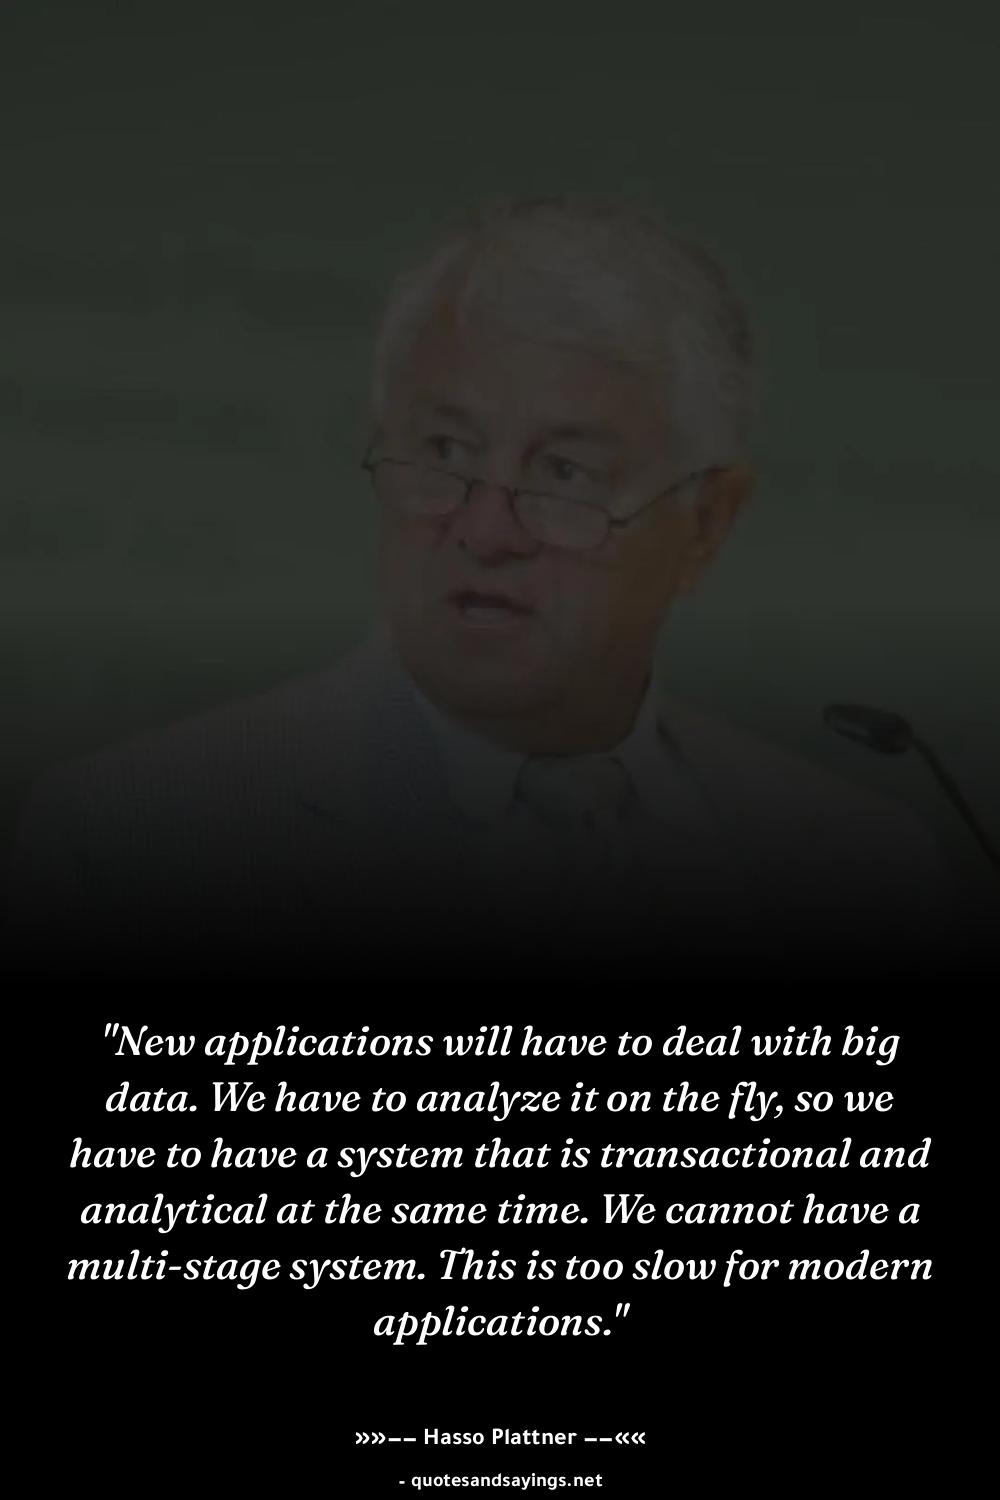 "New applications will have to deal with big
data. We have to analyze it on the fly, so we
have to have a system that is transactional and
analytical at the same time. We cannot have a
multi-stage system. This is too slow for modern
applications."
»»−− Hasso Plattner −−««
- quotesandsayings.net